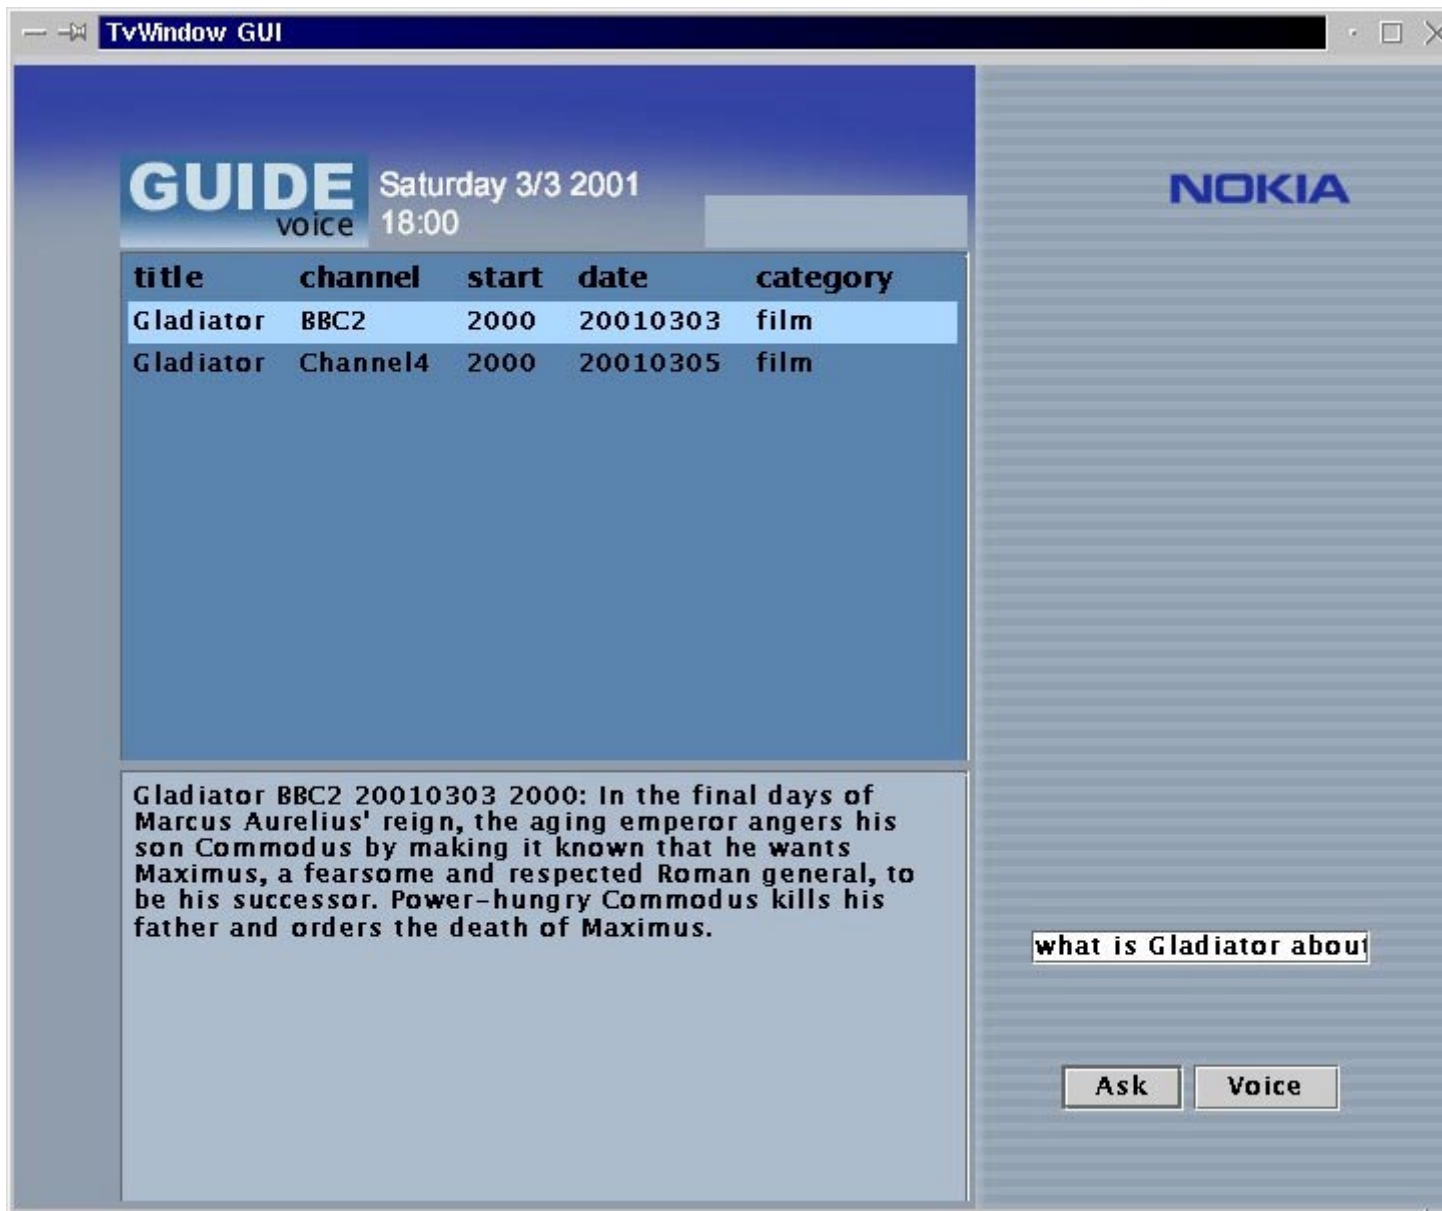 TvWindow GUI
GUIDE
voice
Saturday 3/3 2001
18:00
NOKIA
title channel start date category
Gladiator BBC2 2000 20010303 film
Gladiator Channel4 2000 20010305 film
Gladiator BBC2 20010303 2000: In the final days of
Marcus Aurelius' reign, the aging emperor angers his
son Commodus by making it known that he wants
Maximus, a fearsome and respected Roman general, to
be his successor. Power-hungry Commodus kills his
father and orders the death of Maximus.
what is Gladiator about
Ask Voice